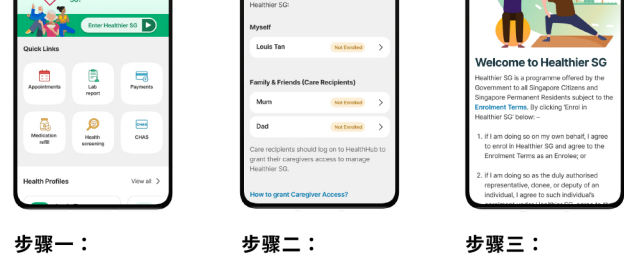 SG?
Enter Healthier SG
Quick Links
Appointments
Lab
report
Payments
Medication
refill
Health
screening
CHAS
CHAS
Health Profiles
View all
步骤一：
Healthier SG:
Myself
Louis Tan
Not Enrolled
Family & Friends (Care Recipients)
Mum
Not Enrolled
Dad
Not Enrolled
Care recipients should log on to HealthHub to
grant their caregivers access to manage
Healthier SG.
How to grant Caregiver Access?
步骤二：
Welcome to Healthier SG
Healthier SG is a programme offered by the
Government to all Singapore Citizens and
Singapore Permanent Residents subject to the
Enrolment Terms. By clicking 'Enrol in
Healthier SG' below: –
1. if I am doing so on my own behalf, I agree
to enrol in Healthier SG and agree to the
Enrolment Terms as an Enrolee; or
2. if I am doing so as the duly authorised
representative, donee, or deputy of an
individual, I agree to such individual's
步骤三：